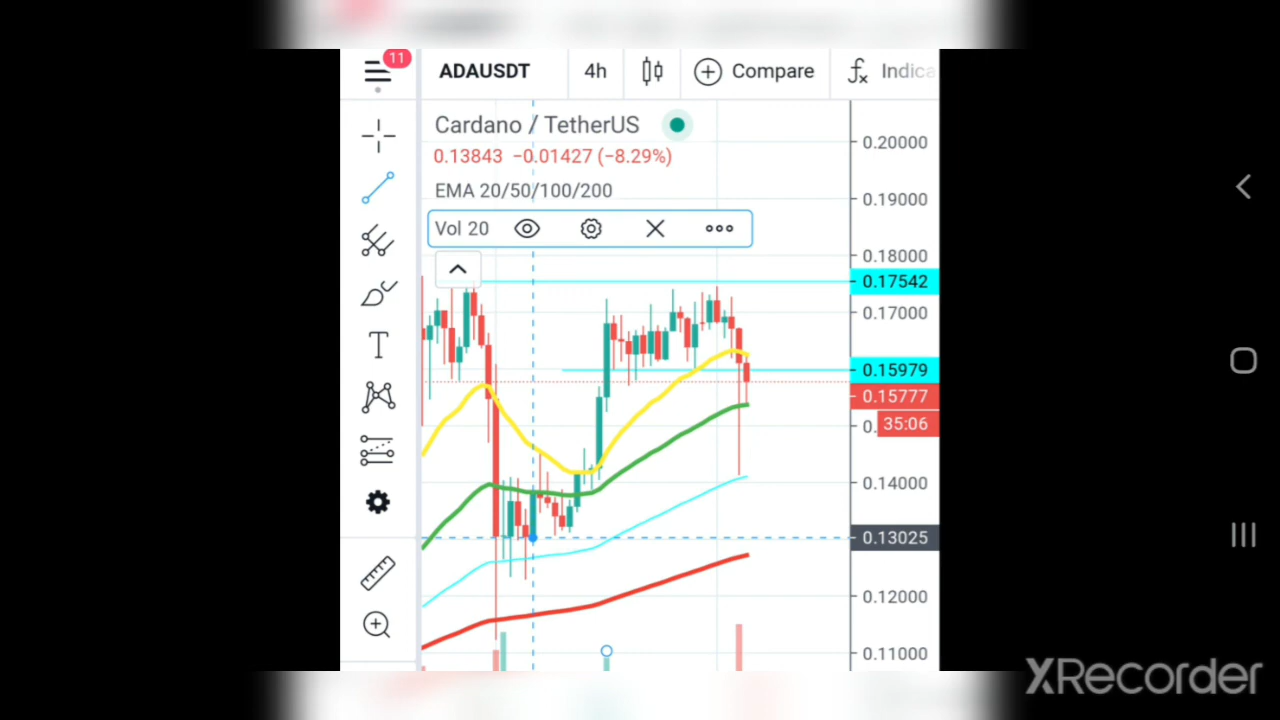 11
ADAUSDT
4h
Compare
Indica
Cardano / TetherUS
0.13843 −0.01427 (−8.29%)
EMA 20/50/100/200
Vol 20
0.20000
0.19000
0.18000
0.17542
0.17000
0.15979
0.15777
0.
35:06
0.14000
0.13025
0.12000
0.11000
T
XRecorder